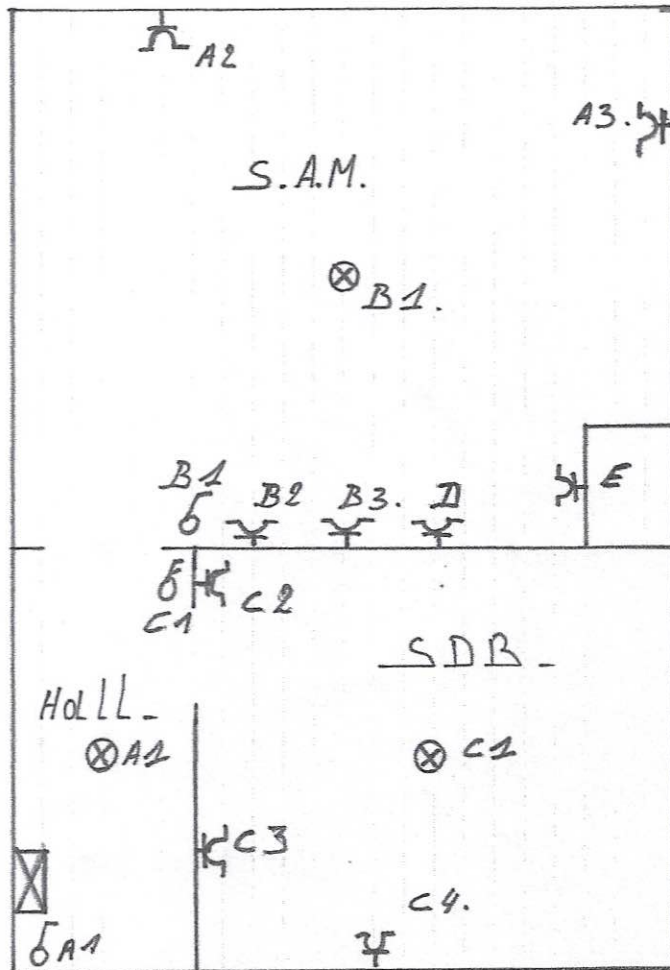 A2
A3.
S.A.M.
B1.
B1
B2
B3.
D
E
C1
C2
SDB-
HALL-
A1
C1
C3
C4.
A1